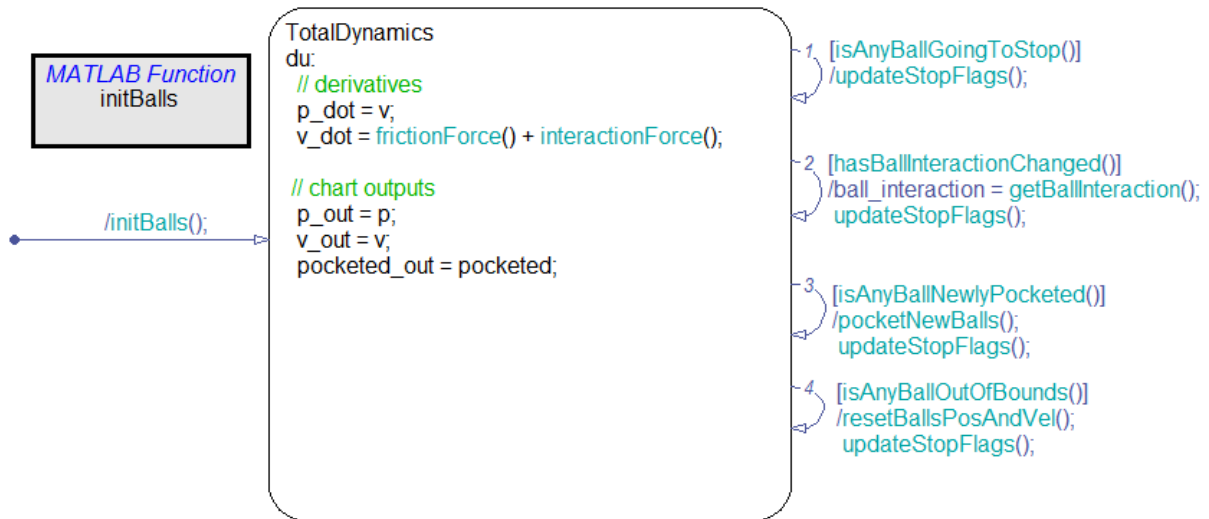 MATLAB Function
initBalls
/initBalls();
TotalDynamics
du:
// derivatives
p_dot = v;
v_dot = frictionForce() + interactionForce();
// chart outputs
p_out = p;
v_out = v;
pocketed_out = pocketed;
1
[isAnyBallGoingToStop()]
/updateStopFlags();
2
[hasBallInteractionChanged()]
/ball_interaction = getBallInteraction();
updateStopFlags();
3
[isAnyBallNewlyPocketed()]
/pocketNewBalls();
updateStopFlags();
4
[isAnyBallOutOfBounds()]
/resetBallsPosAndVel();
updateStopFlags();